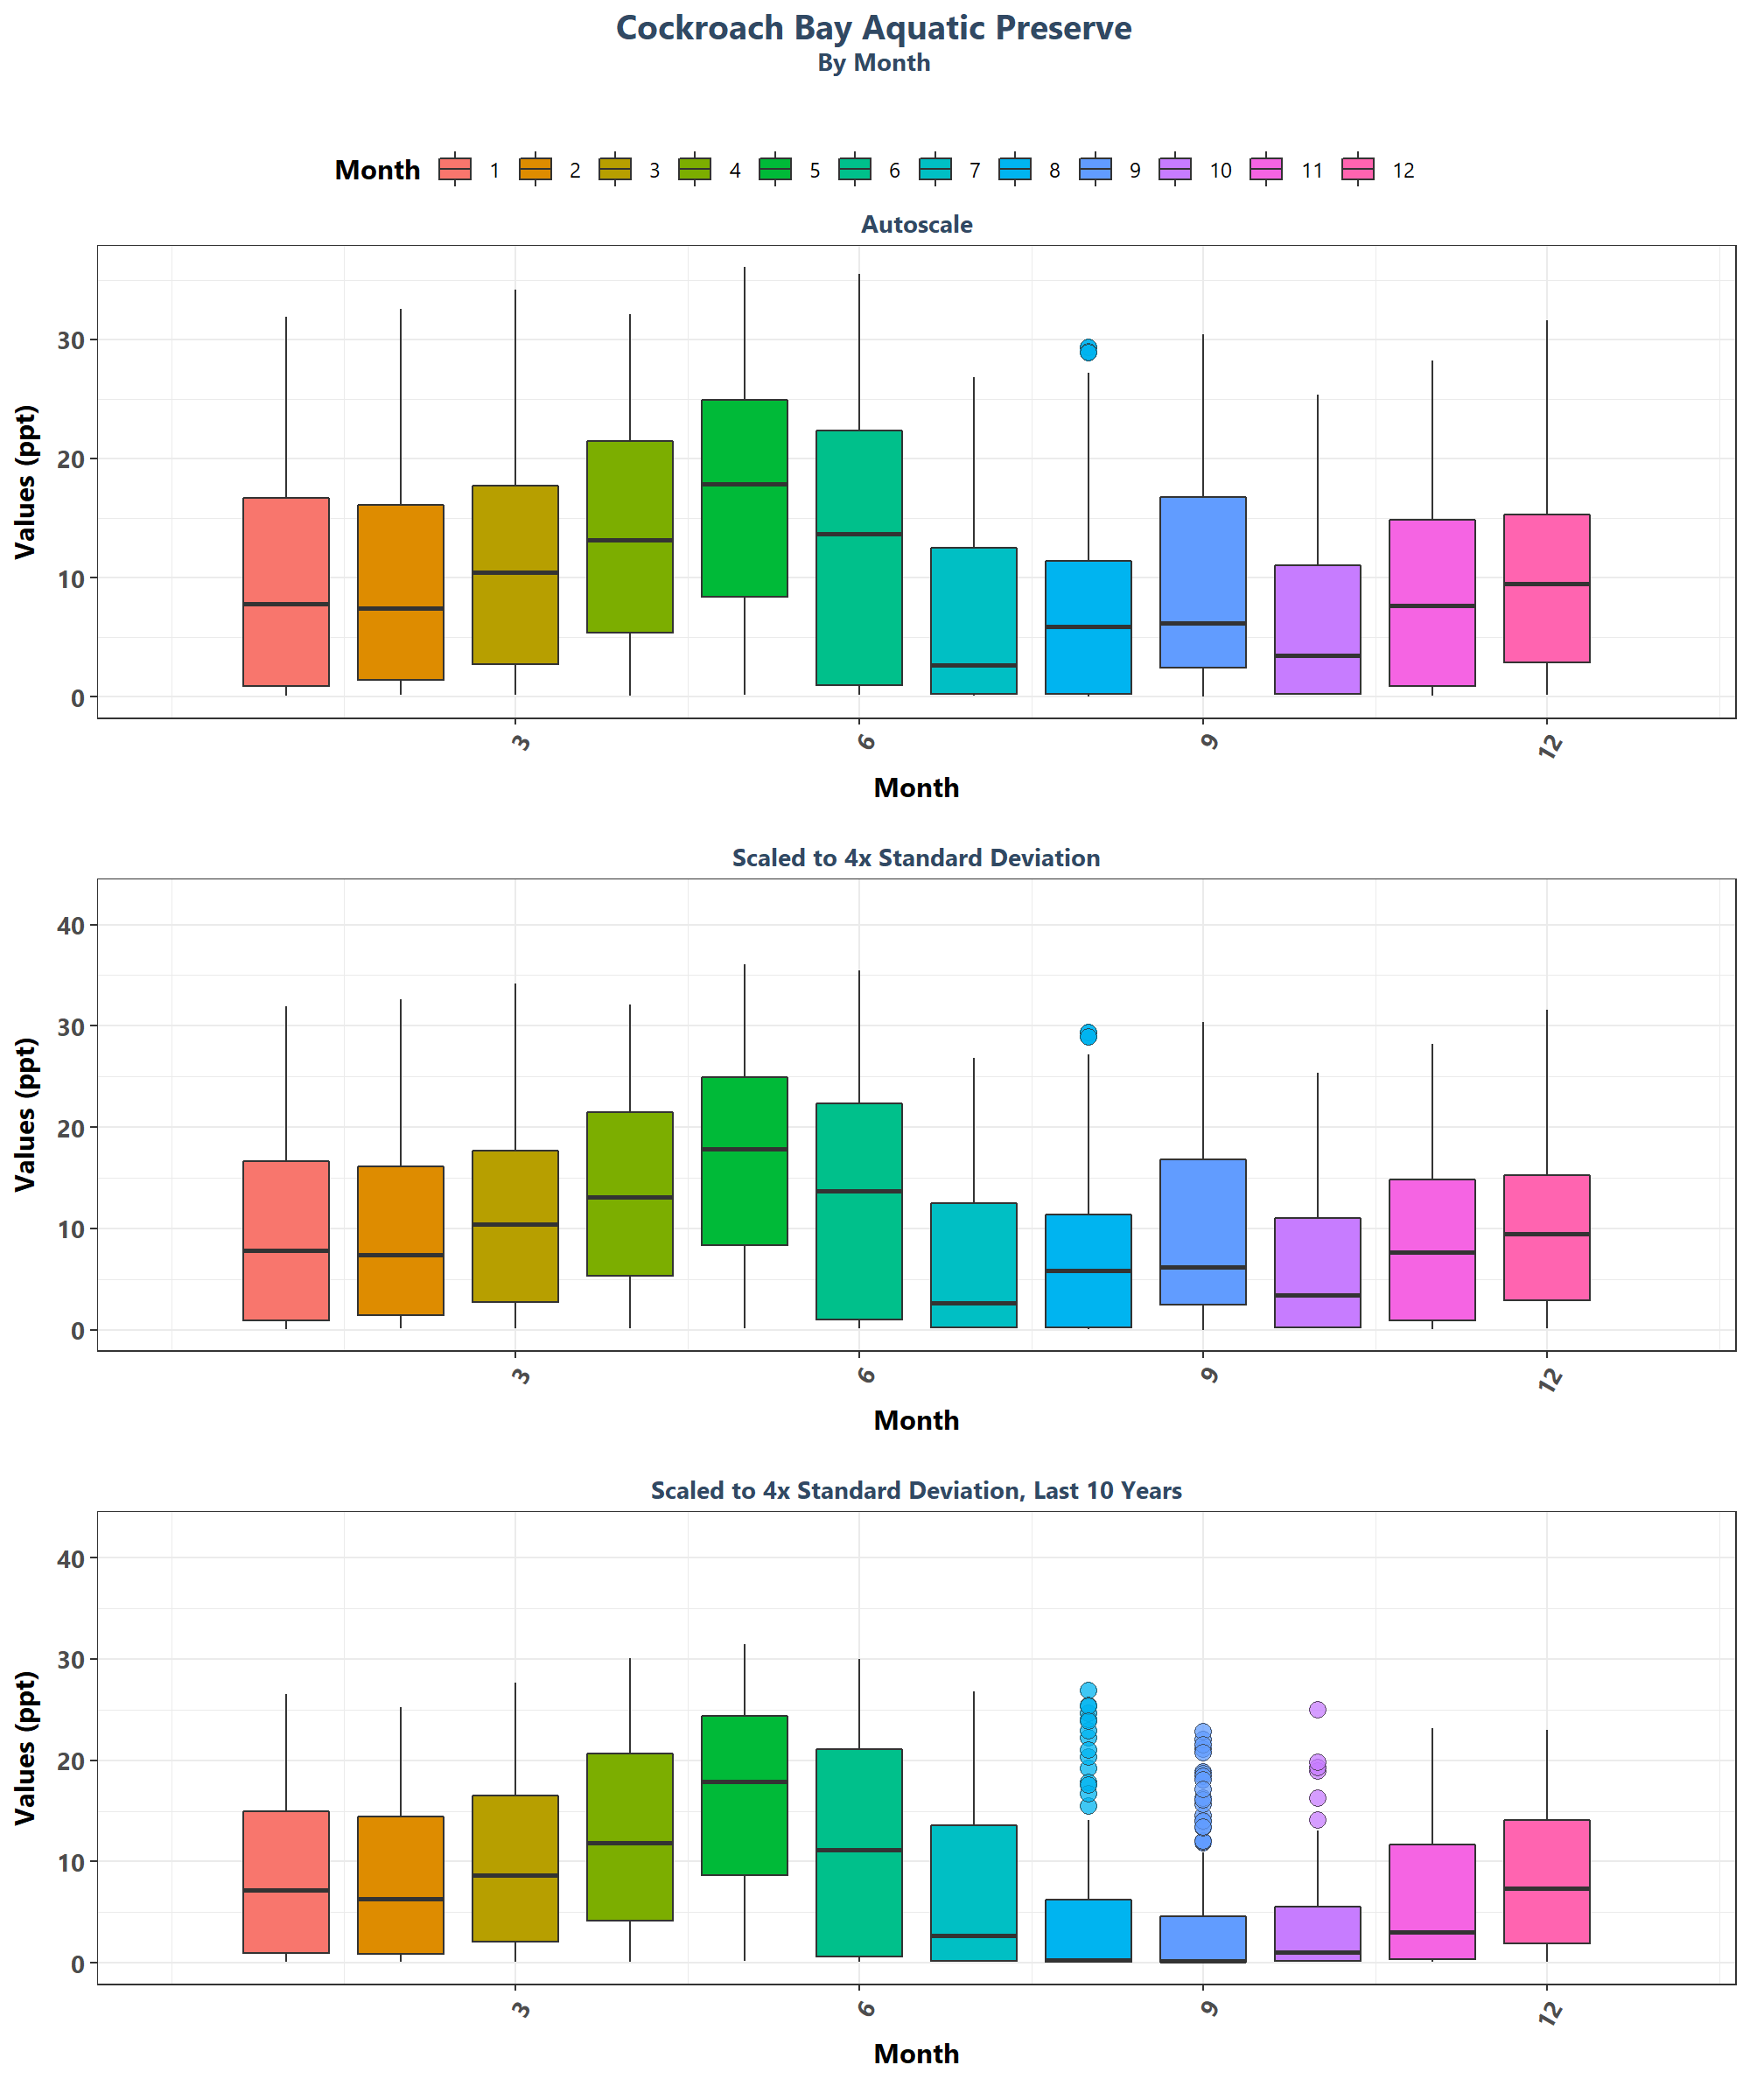 Cockroach Bay Aquatic Preserve
By Month
Month 1 2 3 4 5 6 7 8 9 10 11 12
Autoscale
Values (ppt)
30
20
10
0
3 6 9 12
Month
Scaled to 4x Standard Deviation
Values (ppt)
40
30
20
10
0
3 6 9 12
Month
Scaled to 4x Standard Deviation, Last 10 Years
Values (ppt)
40
30
20
10
0
3 6 9 12
Month